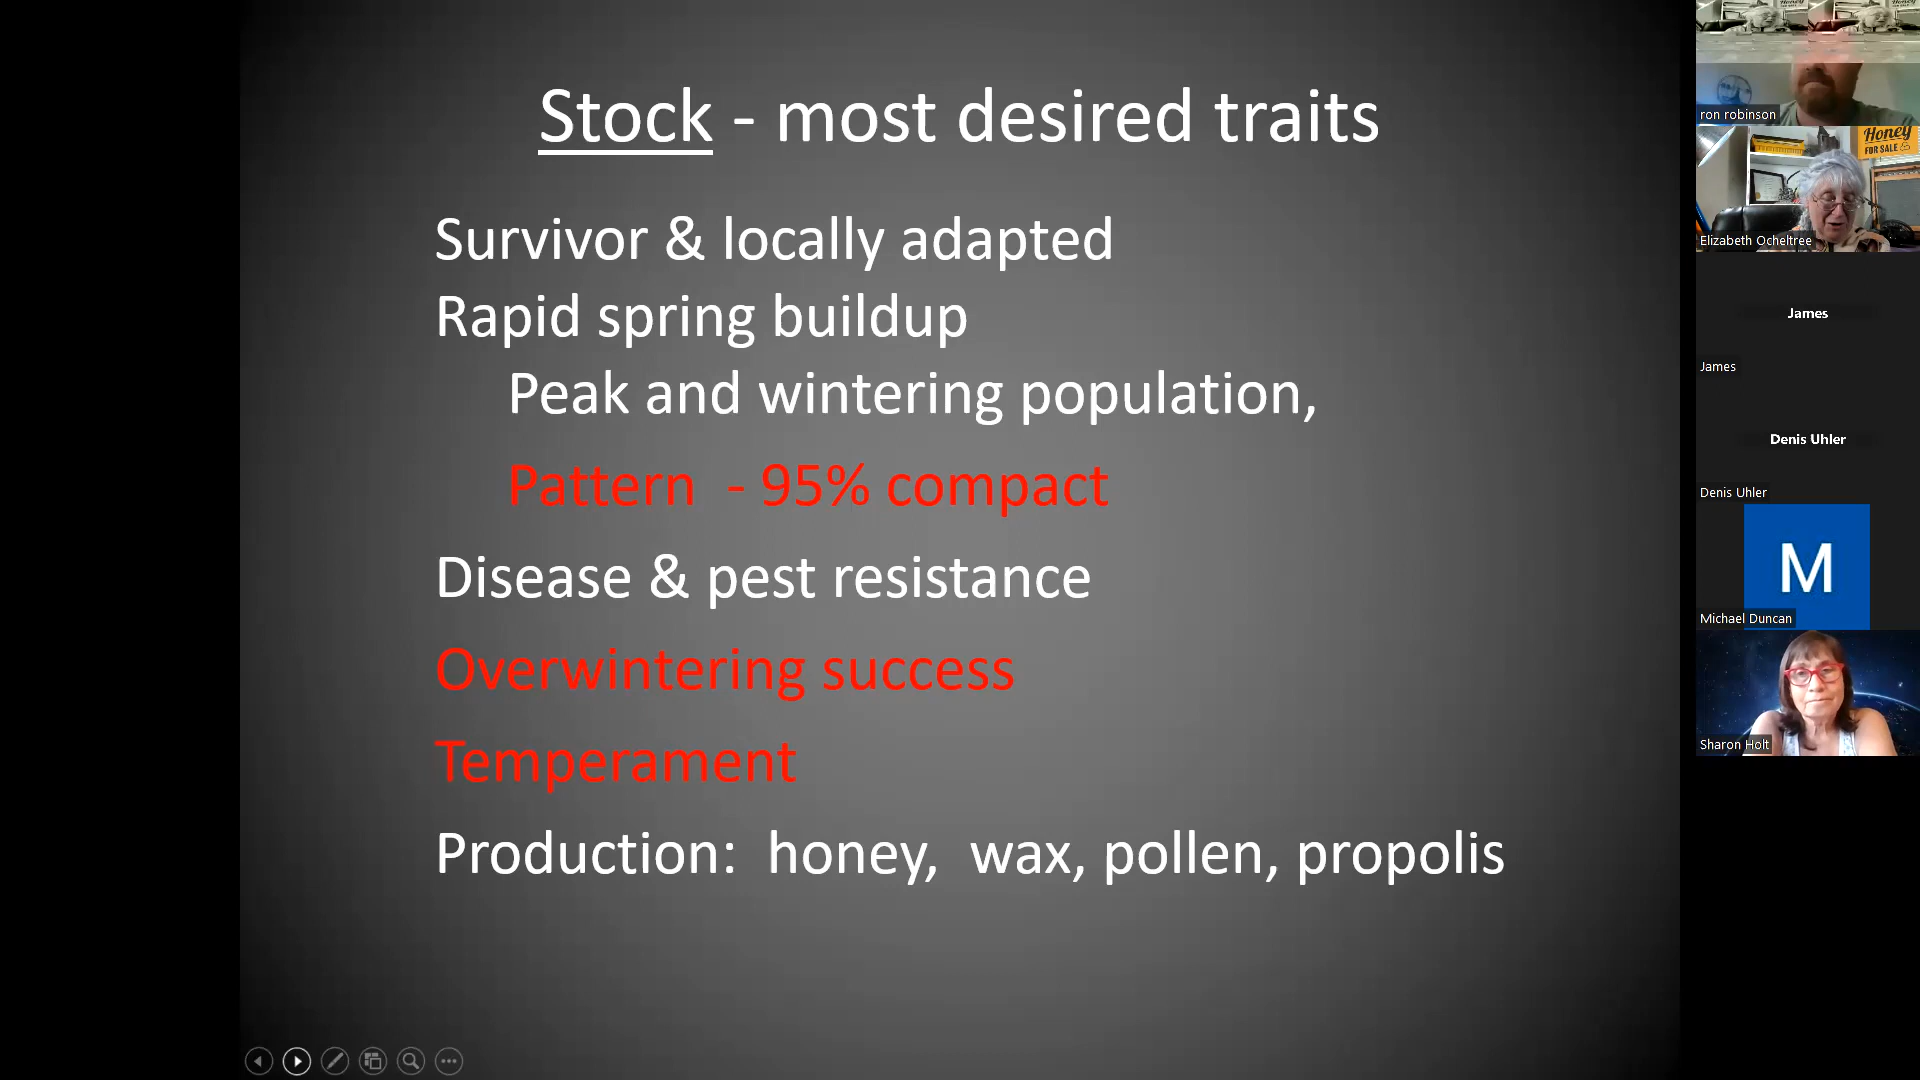 Stock - most desired traits
Survivor & locally adapted
Rapid spring buildup
Peak and wintering population,
Pattern - 95% compact
Disease & pest resistance
Overwintering success
Temperament
Production: honey, wax, pollen, propolis
ron robinson
Honey
FOR SALE
Elizabeth Ocheltree
James
James
Denis Uhler
Denis Uhler
M
Michael Duncan
Sharon Holt